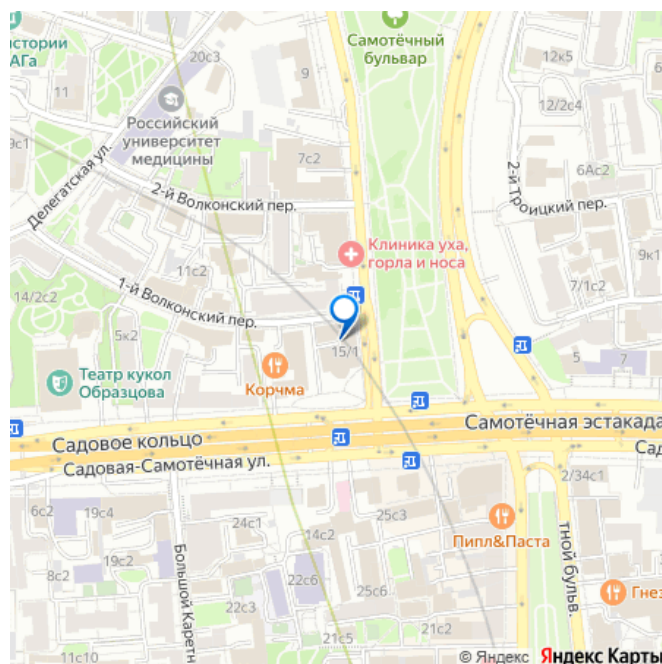 истории
АГа
20с3
Самотёчный
бульвар
12к5
9
11
Российский
университет
медицины
12/2с4
9с1
7с2
6Ас2
Делегатская ул.
2-й Волконский пер.
2-й Троицкий пер.
Клиника уха,
горла и носа
9к1
11с2
14/2с2
7/1с2
1-й Волконский пер.
5к2
15/1
5
7
Театр кукол
Образцова
Корчма
Самотёчная эстакада
Садовое кольцо
Сад
Садовая-Самотёчная ул.
2/34с1
6с2
19с4
24с1
25с3
14с2
Пипл&Паста
19с2
8с2
Большой Каретн
22с6
25с6
тной бульв.
Гнез
22с3
21с5
21с2
© Яндекс Яндекс Карты